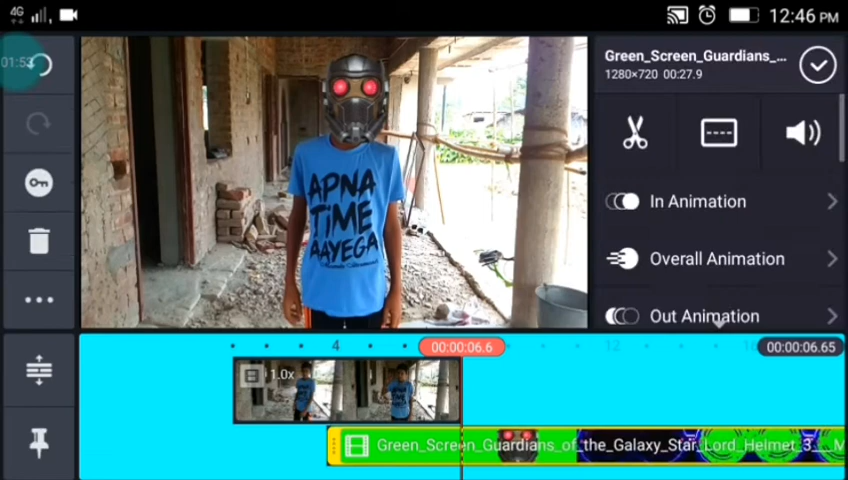 4G
12:46 PM
01:53
Green_Screen_Guardians_...
1280×720 00:27.9
In Animation
Overall Animation
Out Animation
APNA
TIME
AAYEGA
4
00:00:06.6
12
16
00:00:06.65
1.0x
Green_Screen_Guardians_of_the_Galaxy_Star_Lord_Helmet_3